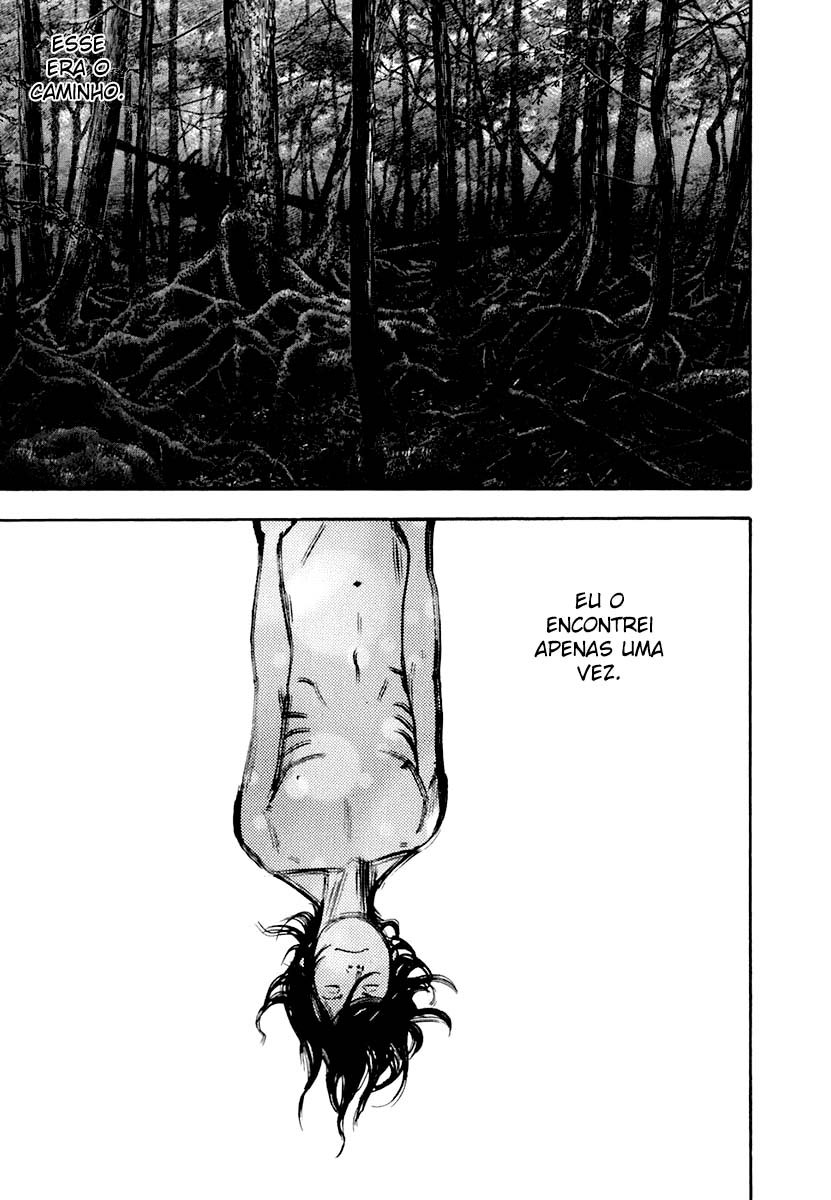 ESSE
ERA O
CAMINHO.
EU O
ENCONTREI
APENAS UMA
VEZ.